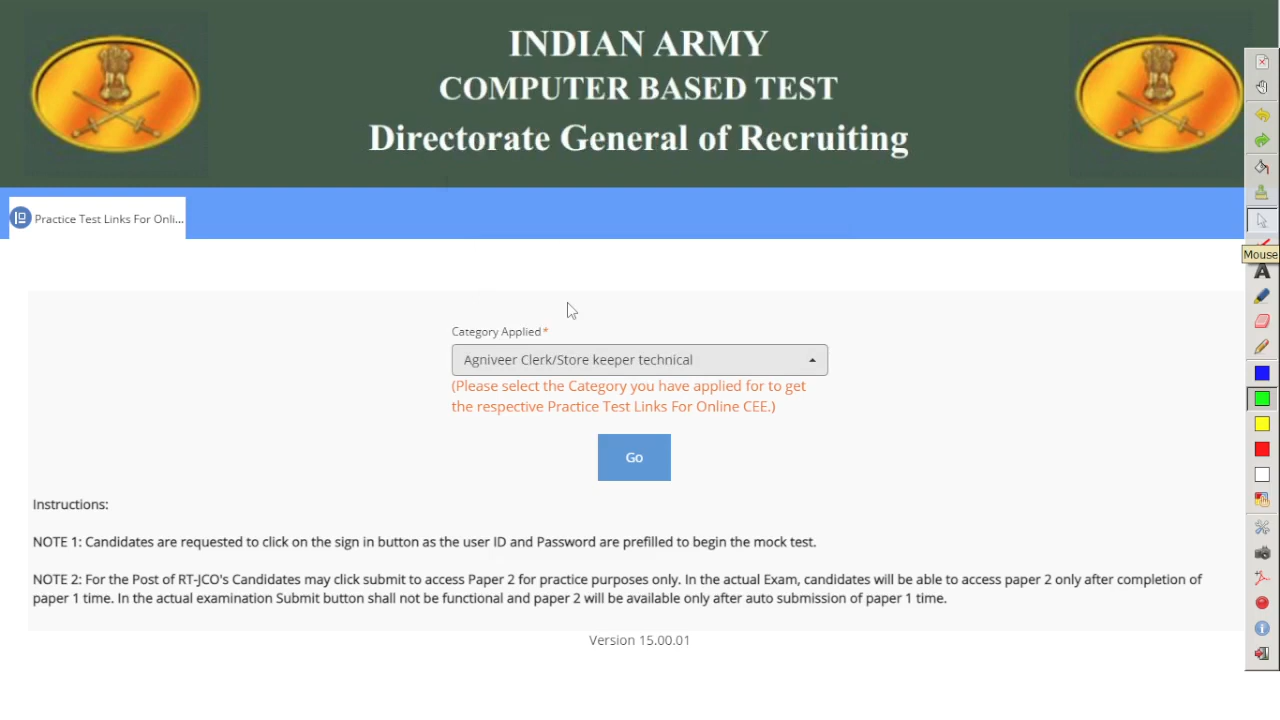 INDIAN ARMY
COMPUTER BASED TEST
Directorate General of Recruiting
Practice Test Links For Onli...
Mouse
A
Category Applied*
Agniveer Clerk/Store keeper technical
(Please select the Category you have applied for to get
the respective Practice Test Links For Online CEE.)
Go
Instructions:
NOTE 1: Candidates are requested to click on the sign in button as the user ID and Password are prefilled to begin the mock test.
NOTE 2: For the Post of RT-JCO's Candidates may click submit to access Paper 2 for practice purposes only. In the actual Exam, candidates will be able to access paper 2 only after completion of
paper 1 time. In the actual examination Submit button shall not be functional and paper 2 will be available only after auto submission of paper 1 time.
Version 15.00.01